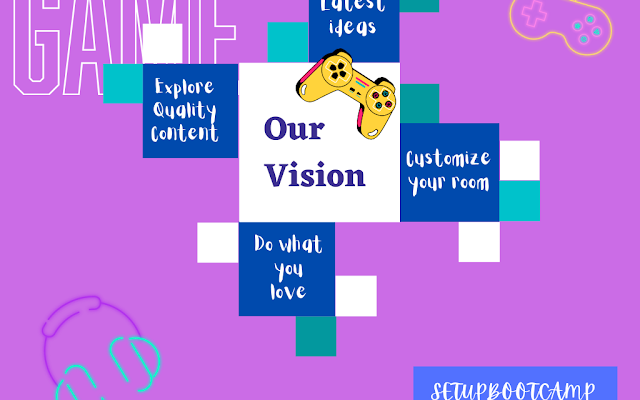 GAME
Latest
ideas
Explore
Quality
Content
Our
Vision
Customize
your room
Do what
you
love
SETUPBOOTCAMP